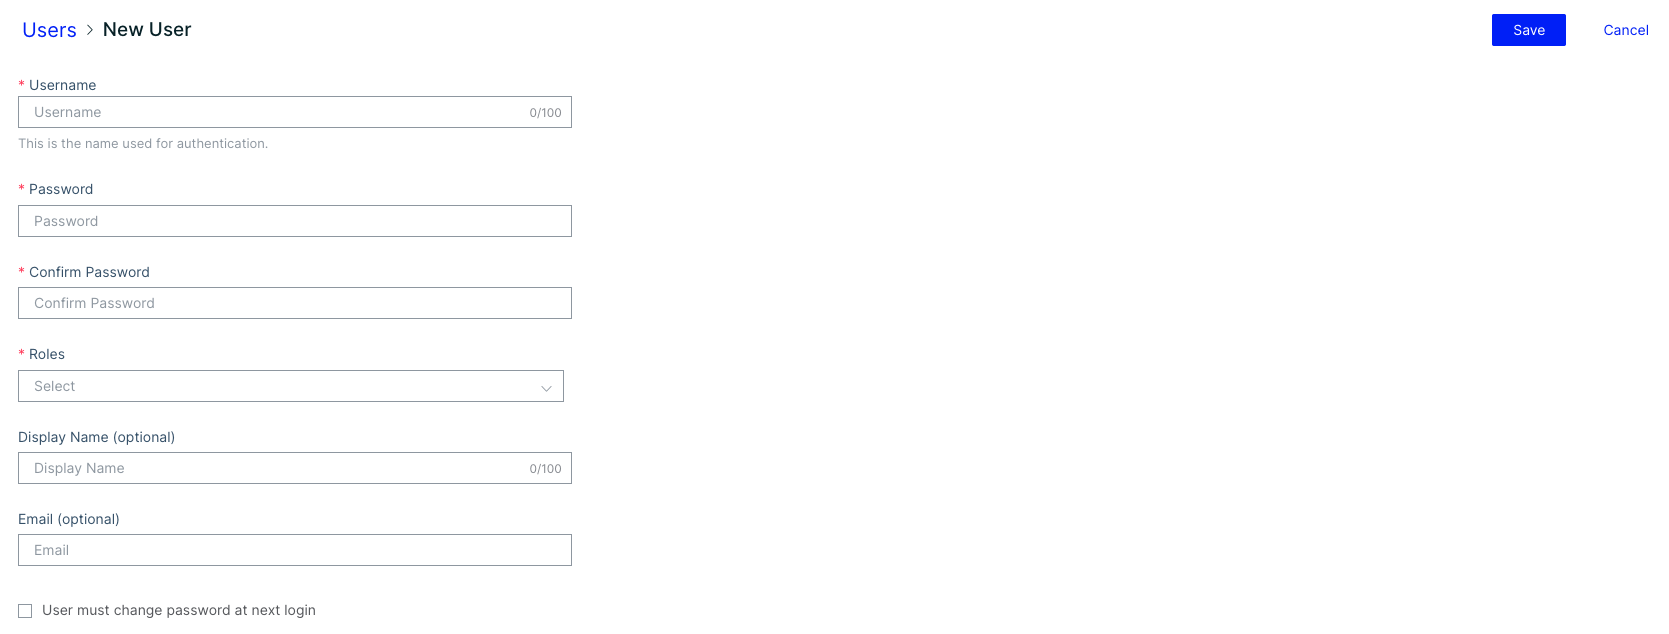 Users > New User
Save
Cancel
* Username
Username
0/100
This is the name used for authentication.
* Password
Password
* Confirm Password
Confirm Password
* Roles
Select
Display Name (optional)
Display Name
0/100
Email (optional)
Email
User must change password at next login